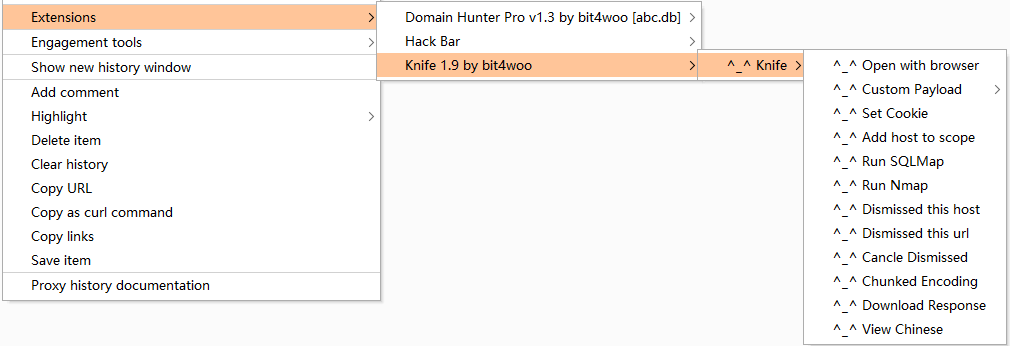 Extensions
Engagement tools
Show new history window
Add comment
Highlight
Delete item
Clear history
Copy URL
Copy as curl command
Copy links
Save item
Proxy history documentation
Domain Hunter Pro v1.3 by bit4woo [abc.db]
Hack Bar
Knife 1.9 by bit4woo
^_^ Knife
^_^ Open with browser
^_^ Custom Payload
^_^ Set Cookie
^_^ Add host to scope
^_^ Run SQLMap
^_^ Run Nmap
^_^ Dismissed this host
^_^ Dismissed this url
^_^ Cancle Dismissed
^_^ Chunked Encoding
^_^ Download Response
^_^ View Chinese